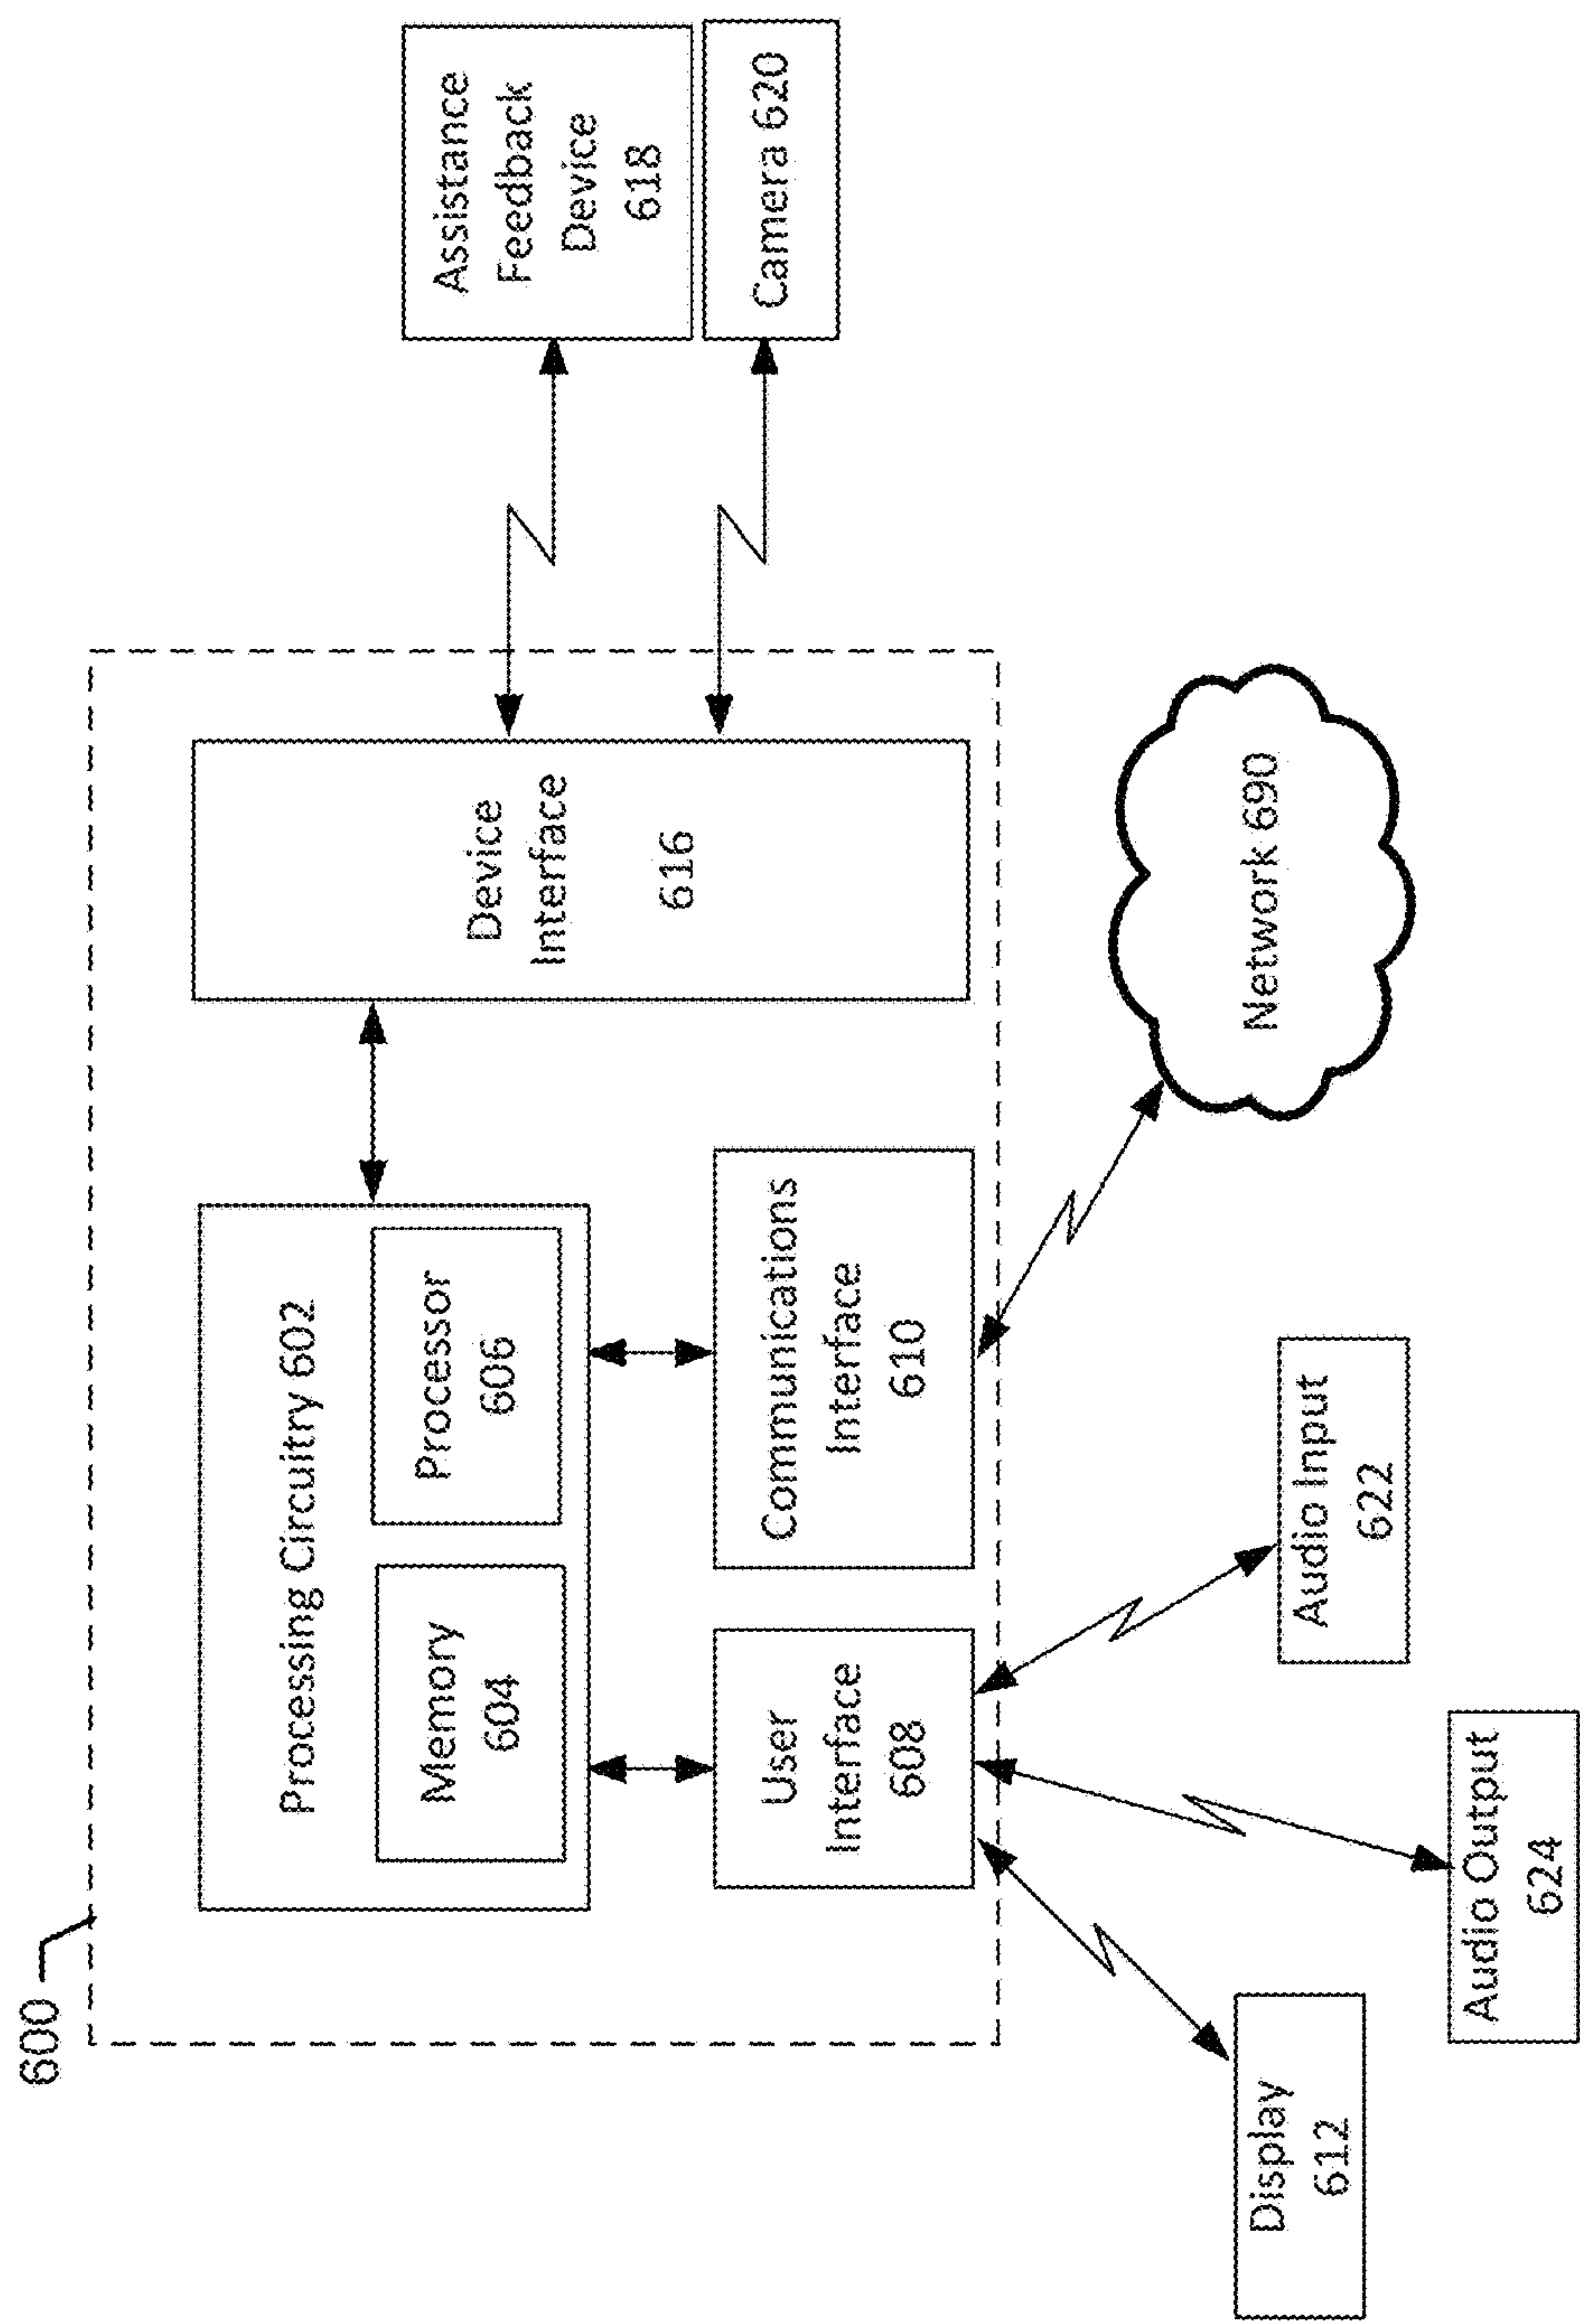 600
Processing Circuitry 602
Memory
604
Processor
606
User
Interface
608
Communications
Interface
610
Device
Interface
616
Assistance
Feedback
Device
618
Camera 620
Network 690
Display
612
Audio Output
624
Audio Input
622